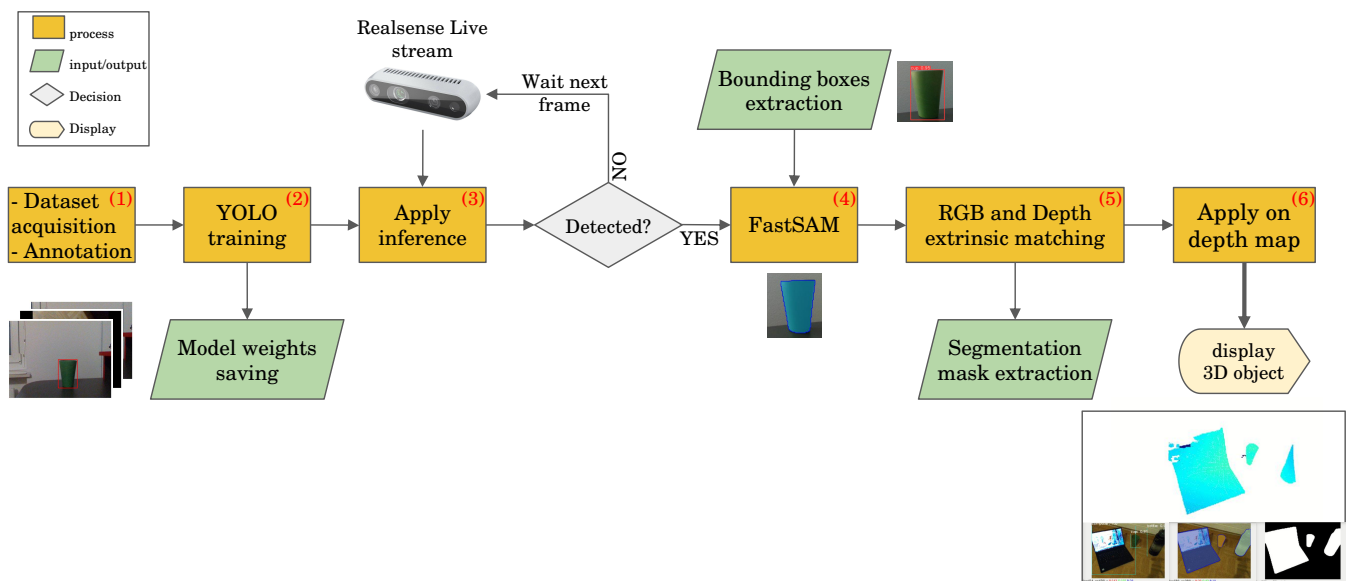 process
input/output
Decision
Display
Realsense Live
stream
Wait next
frame
Bounding boxes
extraction
(1)
- Dataset
acquisition
- Annotation
(2)
YOLO
training
(3)
Apply
inference
NO
Detected?
YES
(4)
FastSAM
(5)
RGB and Depth
extrinsic matching
(6)
Apply on
depth map
Model weights
saving
Segmentation
mask extraction
display
3D object